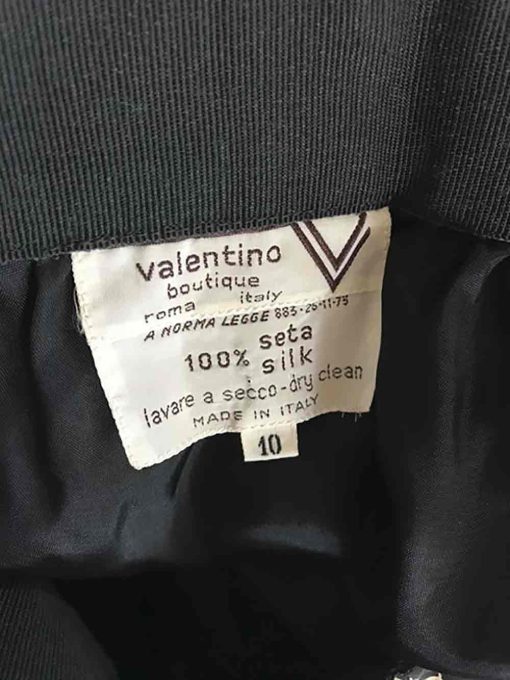 valentino
boutique
roma italy
A NORMA LEGGE 883-26-11-73
100% seta
silk
lavare a secco-dry clean
MADE IN ITALY
10